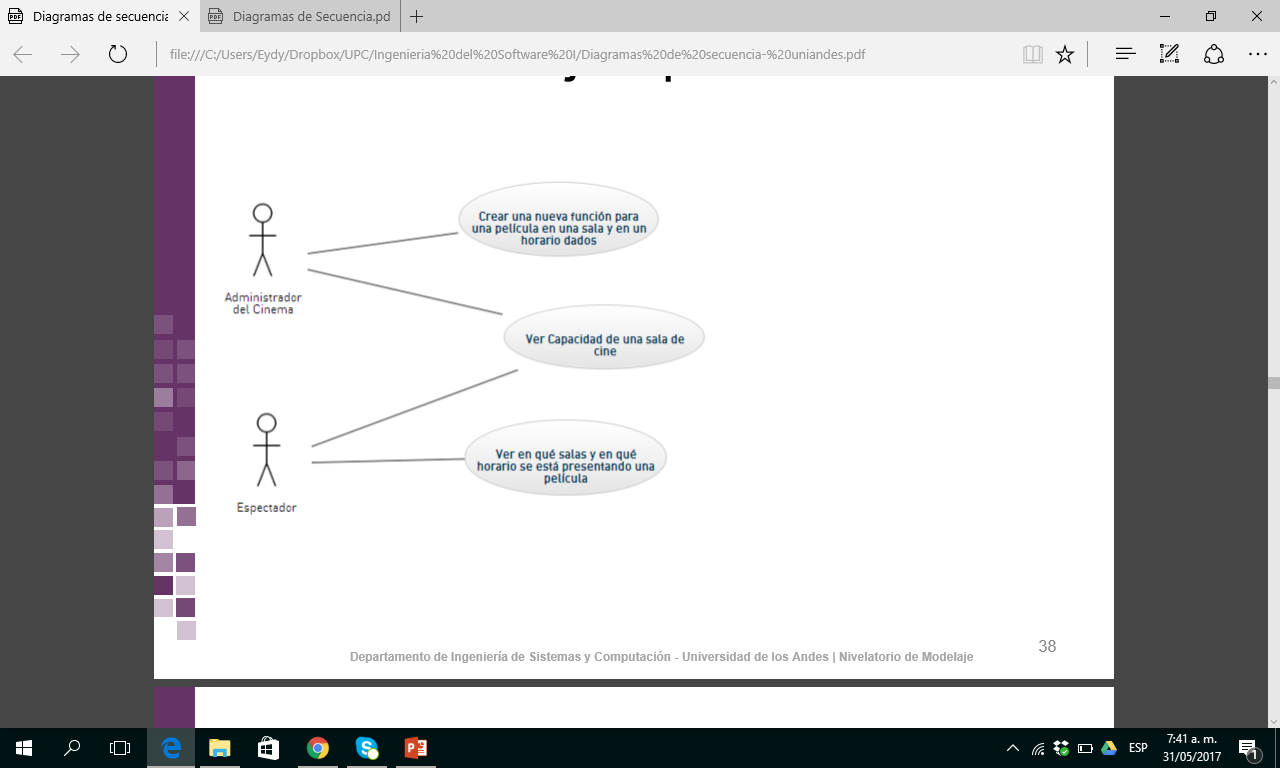 Diagramas de secuencia
Diagramas de Secuencia.pd
file:///C:/Users/Eydy/Dropbox/UPC/Ingenieria%20del%20Software%20I/Diagramas%20de%20secuencia-%20uniandes.pdf
Crear una nueva función para
una película en una sala y en un
horario dados
Administrador
del Cinema
Ver Capacidad de una sala de
cine
Ver en qué salas y en qué
horario se está presentando una
película
Espectador
38
Departamento de Ingeniería de Sistemas y Computación - Universidad de los Andes | Nivelatorio de Modelaje
ESP
7:41 a. m.
31/05/2017
1